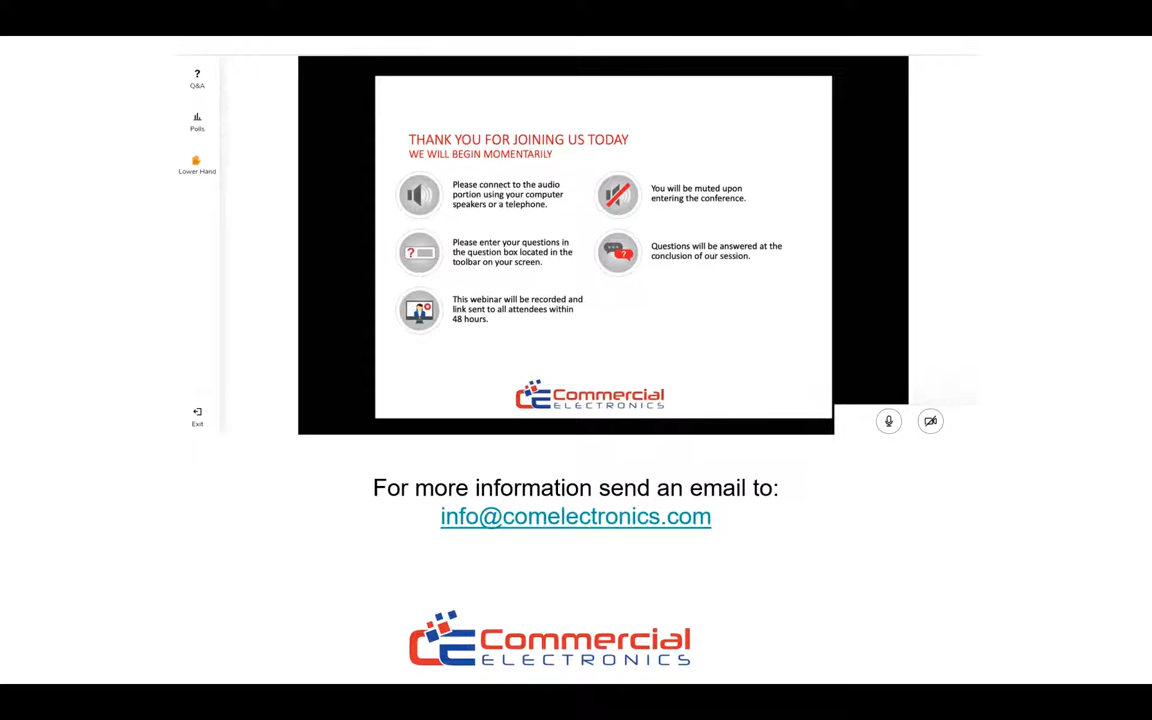 ?
Q&A
Polls
Lower Hand
Exit
THANK YOU FOR JOINING US TODAY
WE WILL BEGIN MOMENTARILY
Please connect to the audio
portion using your computer
speakers or a telephone.
You will be muted upon
entering the conference.
?
Please enter your questions in
the question box located in the
toolbar on your screen.
?
Questions will be answered at the
conclusion of our session.
This webinar will be recorded and
link sent to all attendees within
48 hours.
CE Commercial
ELECTRONICS
For more information send an email to:
info@comelectronics.com
CE Commercial
ELECTRONICS